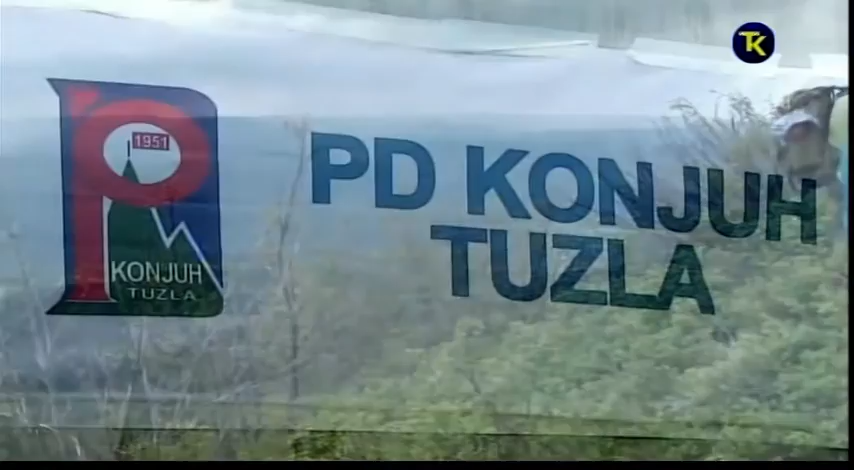 TK
1951
KONJUH
TUZLA
PD KONJUH
TUZLA